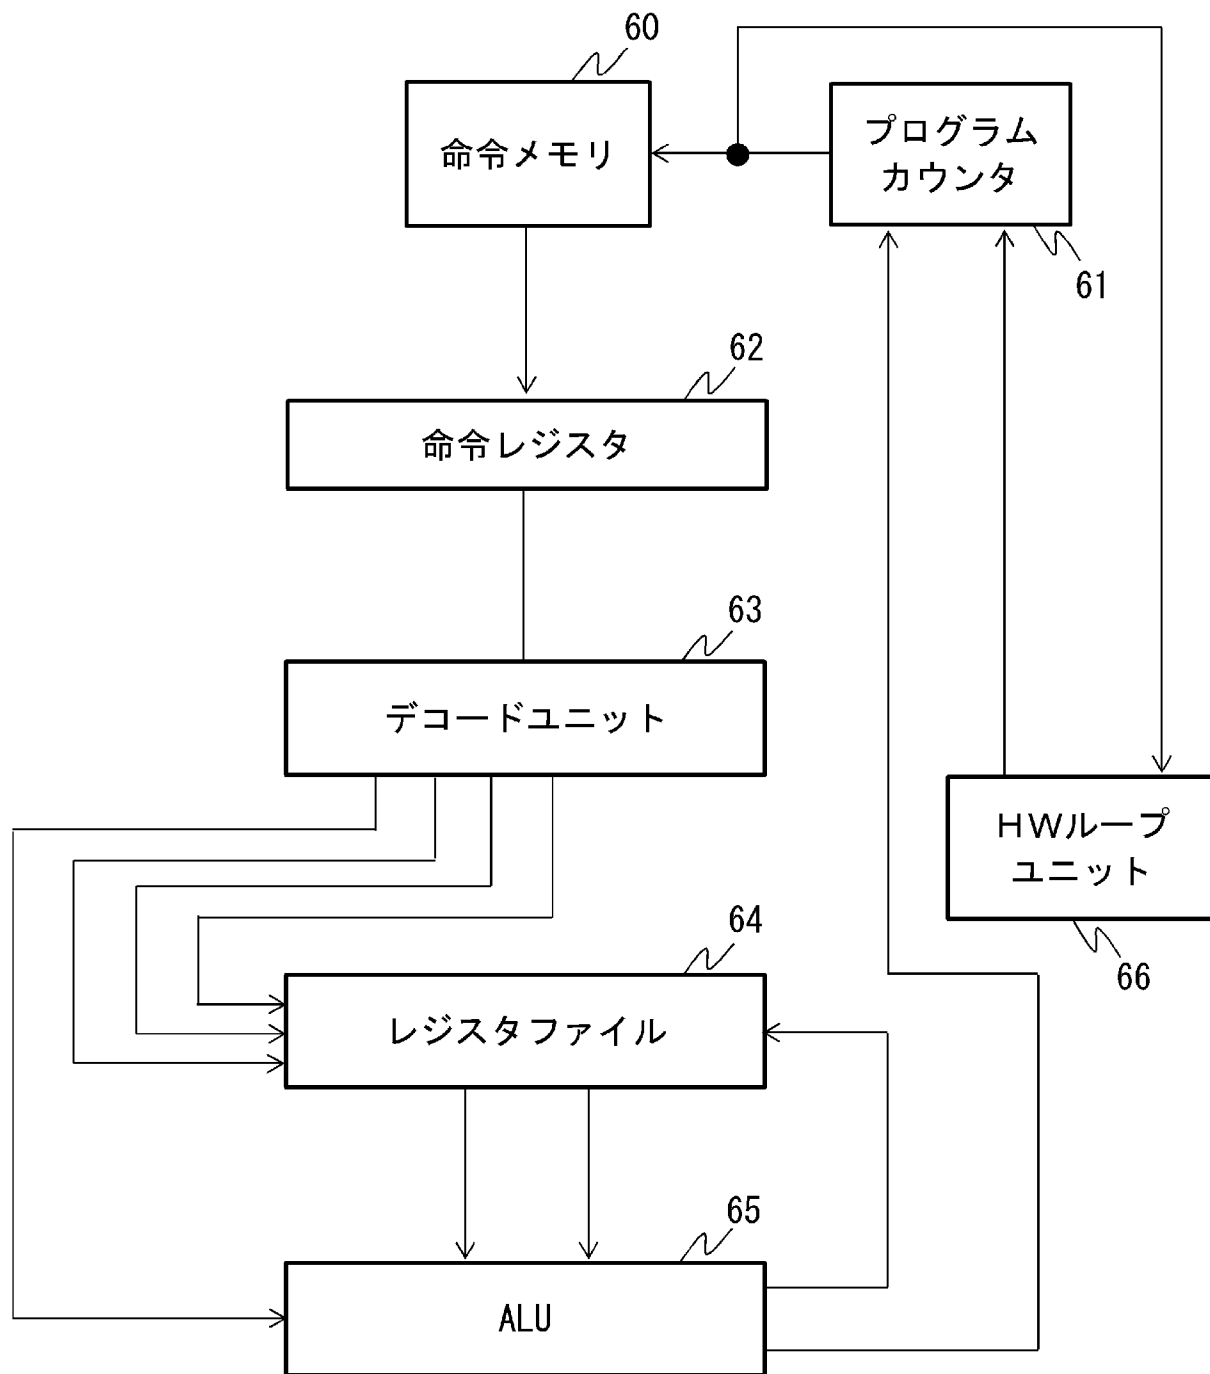 60
命令メモリ
プログラム
カウンタ
61
62
命令レジスタ
63
デコードユニット
HWループ
ユニット
66
64
レジスタファイル
65
ALU